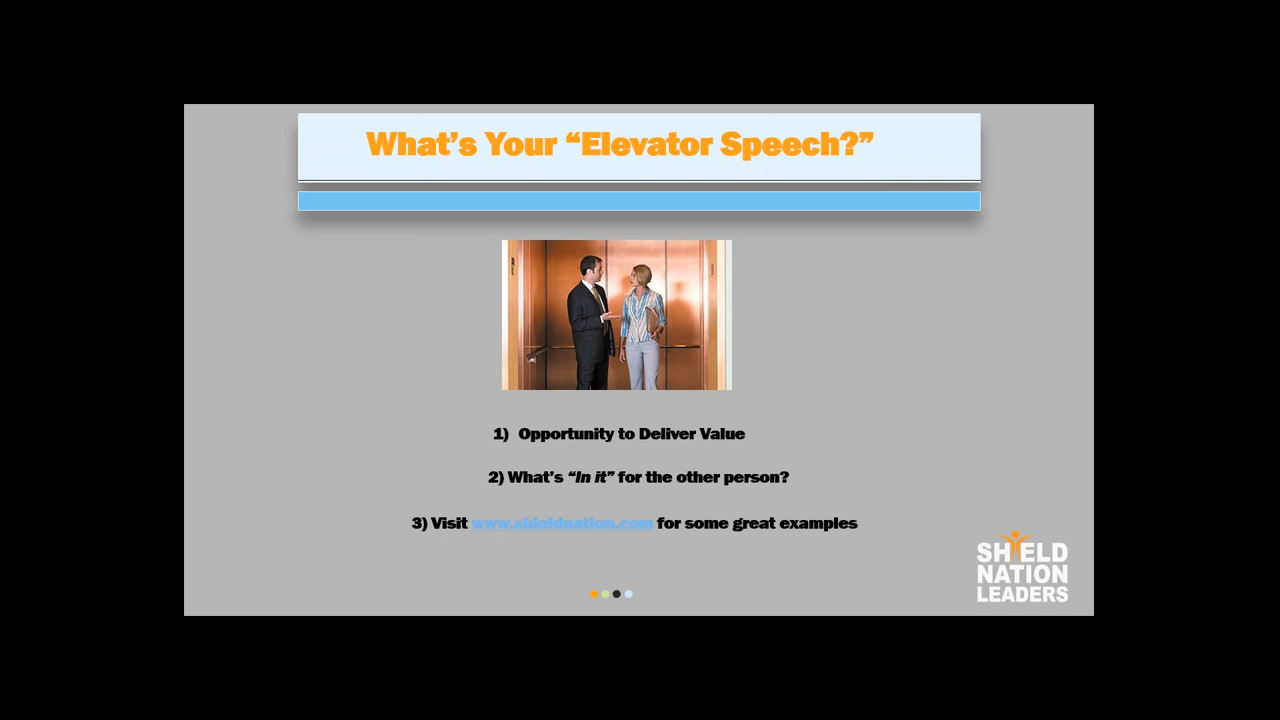 What's Your “Elevator Speech?”
1) Opportunity to Deliver Value
2) What's “In it” for the other person?
3) Visit www.shieldnation.com for some great examples
SHIELD
NATION
LEADERS